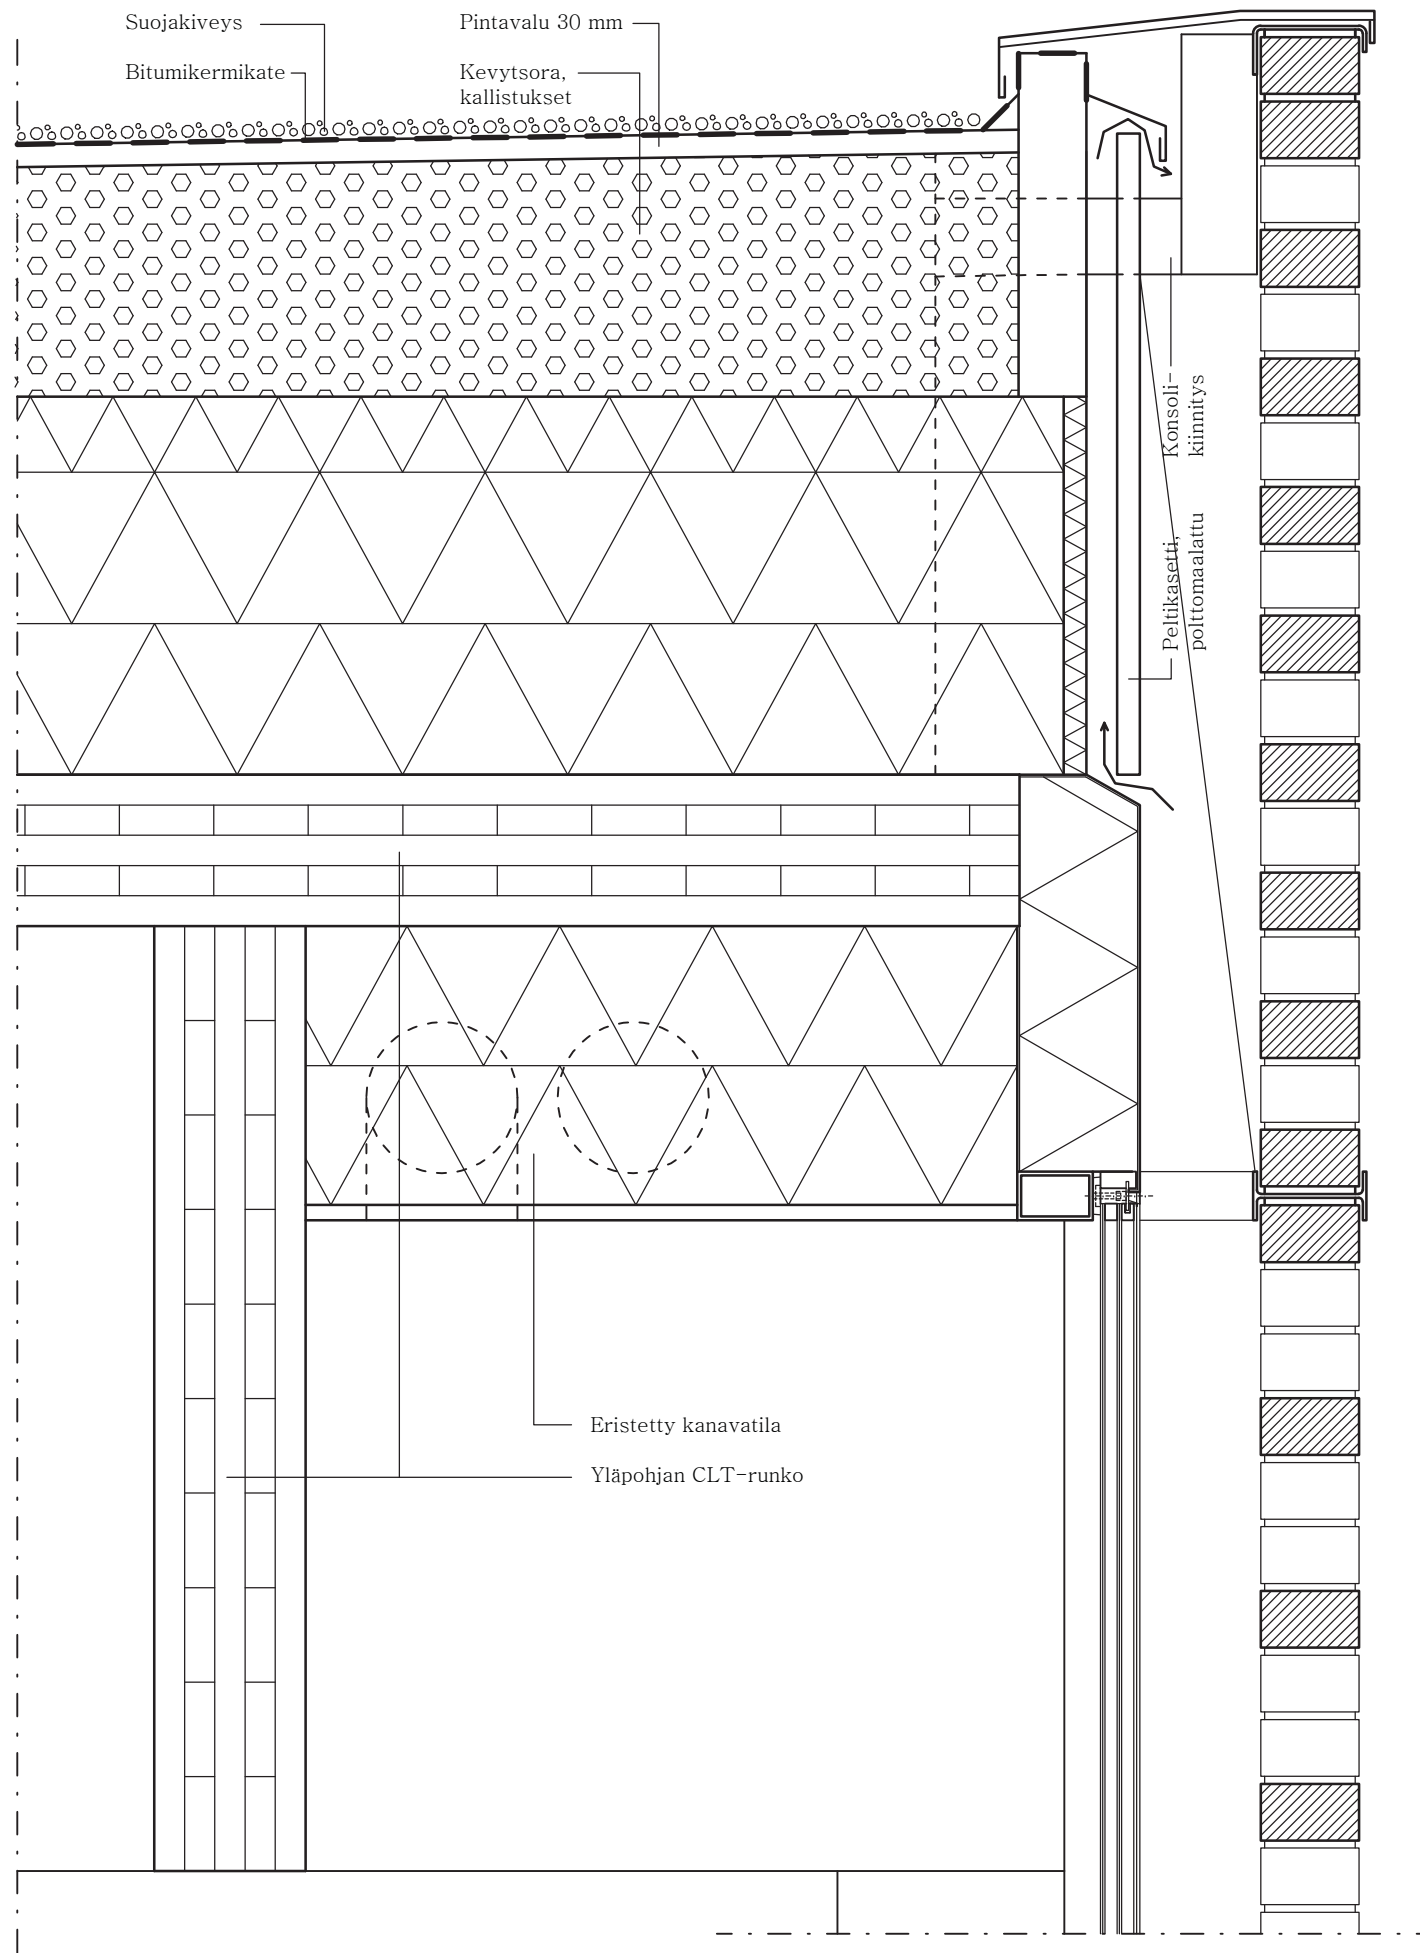 Suojakiveys
Bitumikermikate
Pintavalu 30 mm
Kevytsora,
kallistukset
Konsoli-
kiinnitys
Peltikasetti,
polttomaalattu
Eristetty kanavatila
Yläpohjan CLT-runko